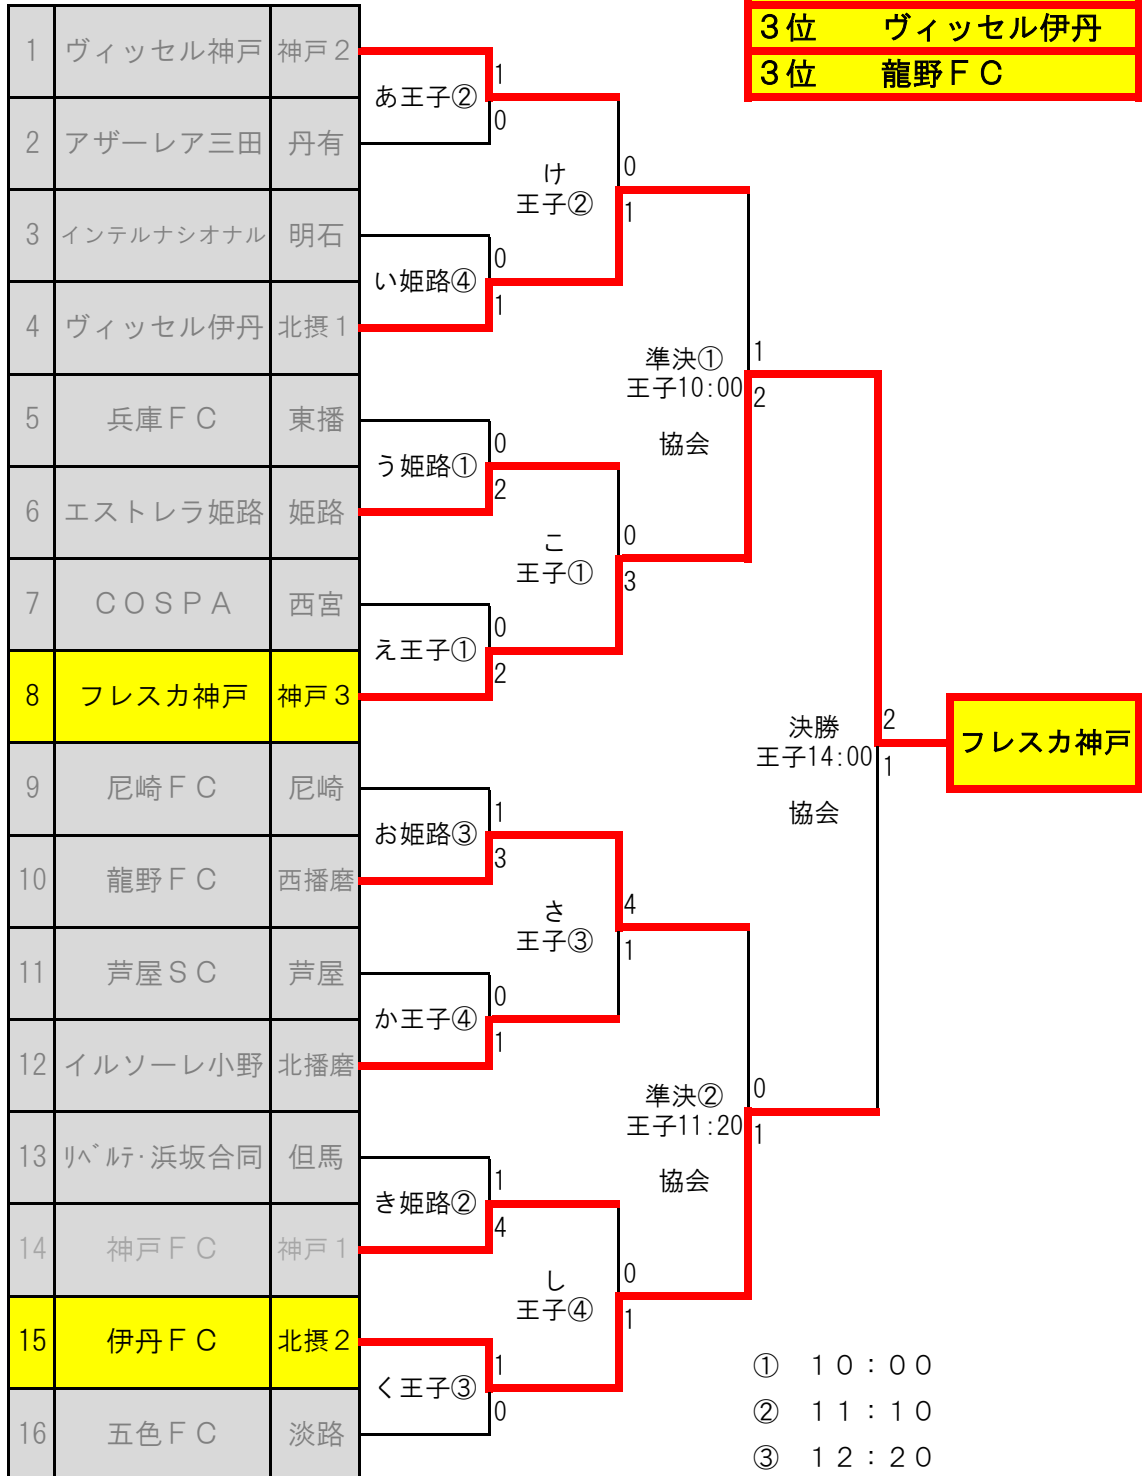 ３位 ヴィッセル伊丹
３位 龍野ＦＣ
1 ヴィッセル神戸 神戸２
あ王子② 1
0
2 アザーレア三田 丹有
け
王子② 0
1
3 インテルナシオナル 明石
い姫路④ 0
1
4 ヴィッセル伊丹 北摂１
準決① 1
王子10:00 2
協会
5 兵庫ＦＣ 東播
う姫路① 0
2
6 エストレラ姫路 姫路
こ 0
王子① 3
7 ＣＯＳＰＡ 西宮
え王子① 0
2
8 フレスカ神戸 神戸３
決勝 2
王子14:00 1
協会
フレスカ神戸
9 尼崎ＦＣ 尼崎
お姫路③ 1
3
10 龍野ＦＣ 西播磨
さ 4
王子③ 1
11 芦屋ＳＣ 芦屋
か王子④ 0
1
12 イルソーレ小野 北播磨
準決② 0
王子11:20 1
協会
13 ﾘﾍﾞﾙﾃ･浜坂合同 但馬
き姫路② 1
4
14 神戸ＦＣ 神戸１
し 0
王子④ 1
15 伊丹ＦＣ 北摂２
く王子③ 1
0
16 五色ＦＣ 淡路
① １０：００
② １１：１０
③ １２：２０